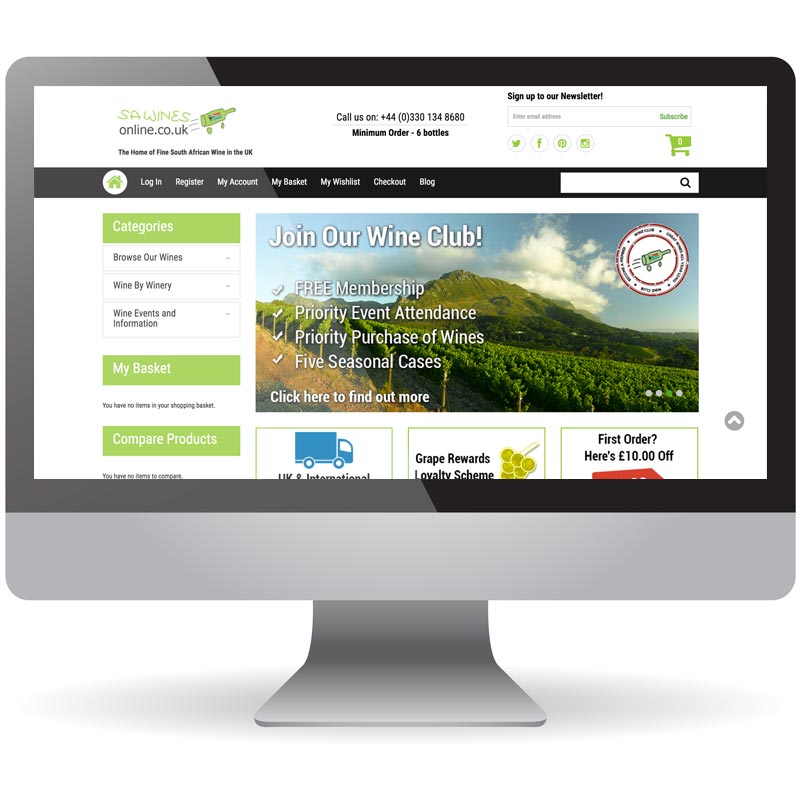 SA WINES
online.co.uk
The Home of Fine South African Wine in the UK
Call us on: +44 (0)330 134 8680
Minimum Order - 6 bottles
Sign up to our Newsletter!
Enter email address
Subscribe
0
Log In
Register
My Account
My Basket
My Wishlist
Checkout
Blog
Categories
Browse Our Wines
Wine By Winery
Wine Events and
Information
My Basket
You have no items in your shopping basket.
Compare Products
You have no items to compare.
Join Our Wine Club!
FREE Membership
Priority Event Attendance
Priority Purchase of Wines
Five Seasonal Cases
Click here to find out more
WINE CLUB
WINE CLUB
UK & International
Grape Rewards
Loyalty Scheme
First Order?
Here's £10.00 Off